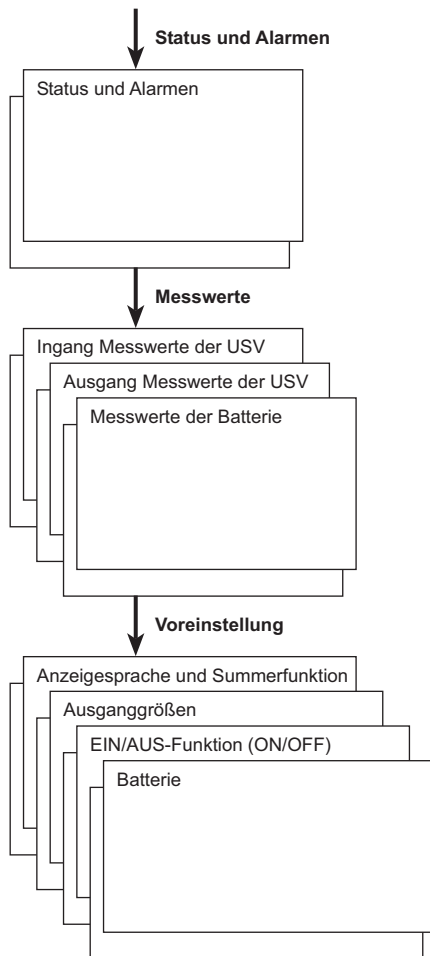 Status und Alarmen
Status und Alarmen
Messwerte
Ingang Messwerte der USV
Ausgang Messwerte der USV
Messwerte der Batterie
Voreinstellung
Anzeigesprache und Summerfunktion
Ausganggrößen
EIN/AUS-Funktion (ON/OFF)
Batterie